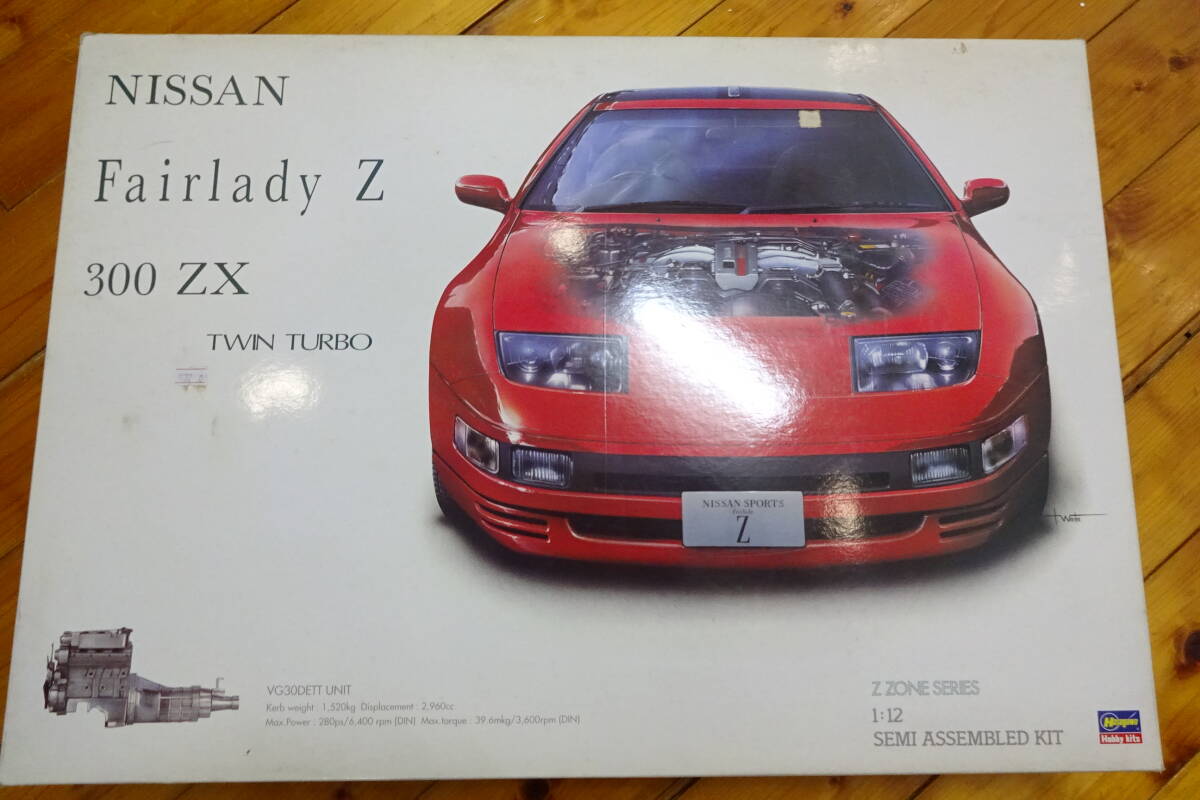 NISSAN
Fairlady Z
300 ZX
TWIN TURBO
NISSAN SPORTS
Fairlady
Z
VG30DETT UNIT
Kerb weight : 1,520kg Displacement : 2,960cc
Max.Power : 280ps/6,400 rpm (DIN) Max.torque : 39.6mkg/3,600rpm (DIN)
Z ZONE SERIES
1:12
SEMI ASSEMBLED KIT
Hasegawa
Hobby kits